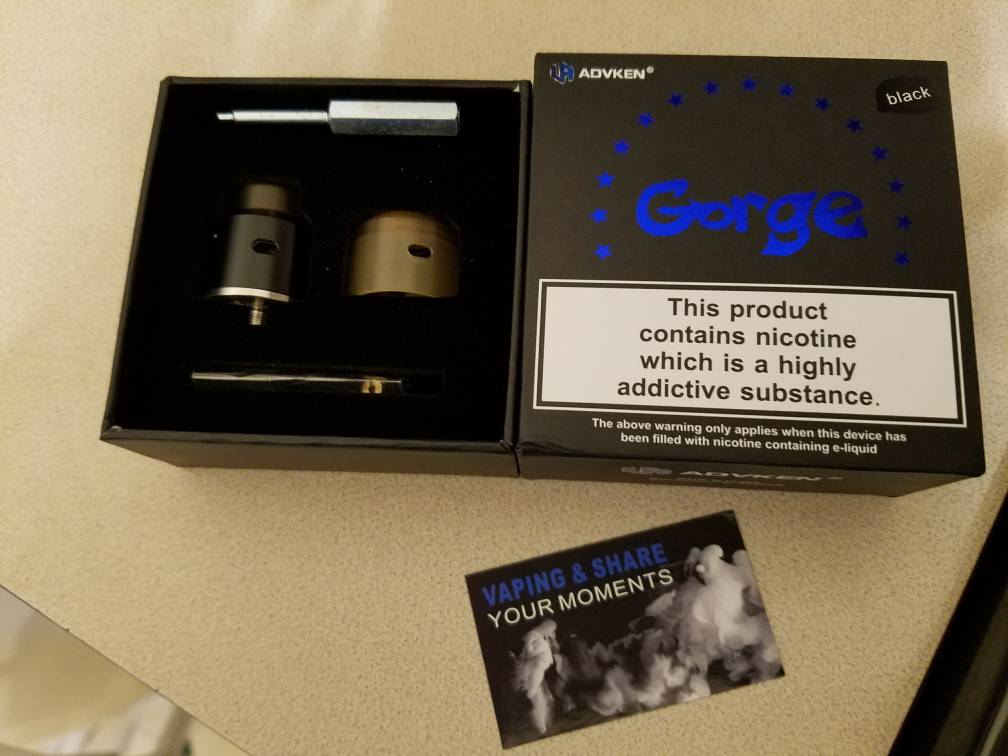 ADVKEN®
black
Gorge
This product
contains nicotine
which is a highly
addictive substance.
The above warning only applies when this device has
been filled with nicotine containing e-liquid
ADVKEN®
VAPING & SHARE
YOUR MOMENTS